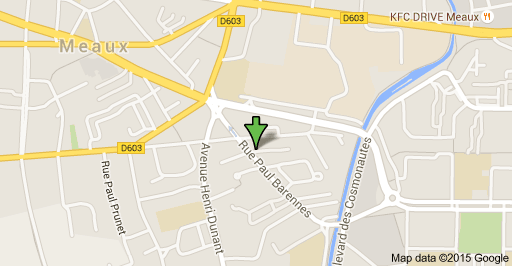 D603
D603
KFC DRIVE Meaux
Meaux
D603
Rue Paul Prunet
Avenue Henri Dunant
Rue Paul Barennes
levard des Cosmonautes
Map data ©2015 Google